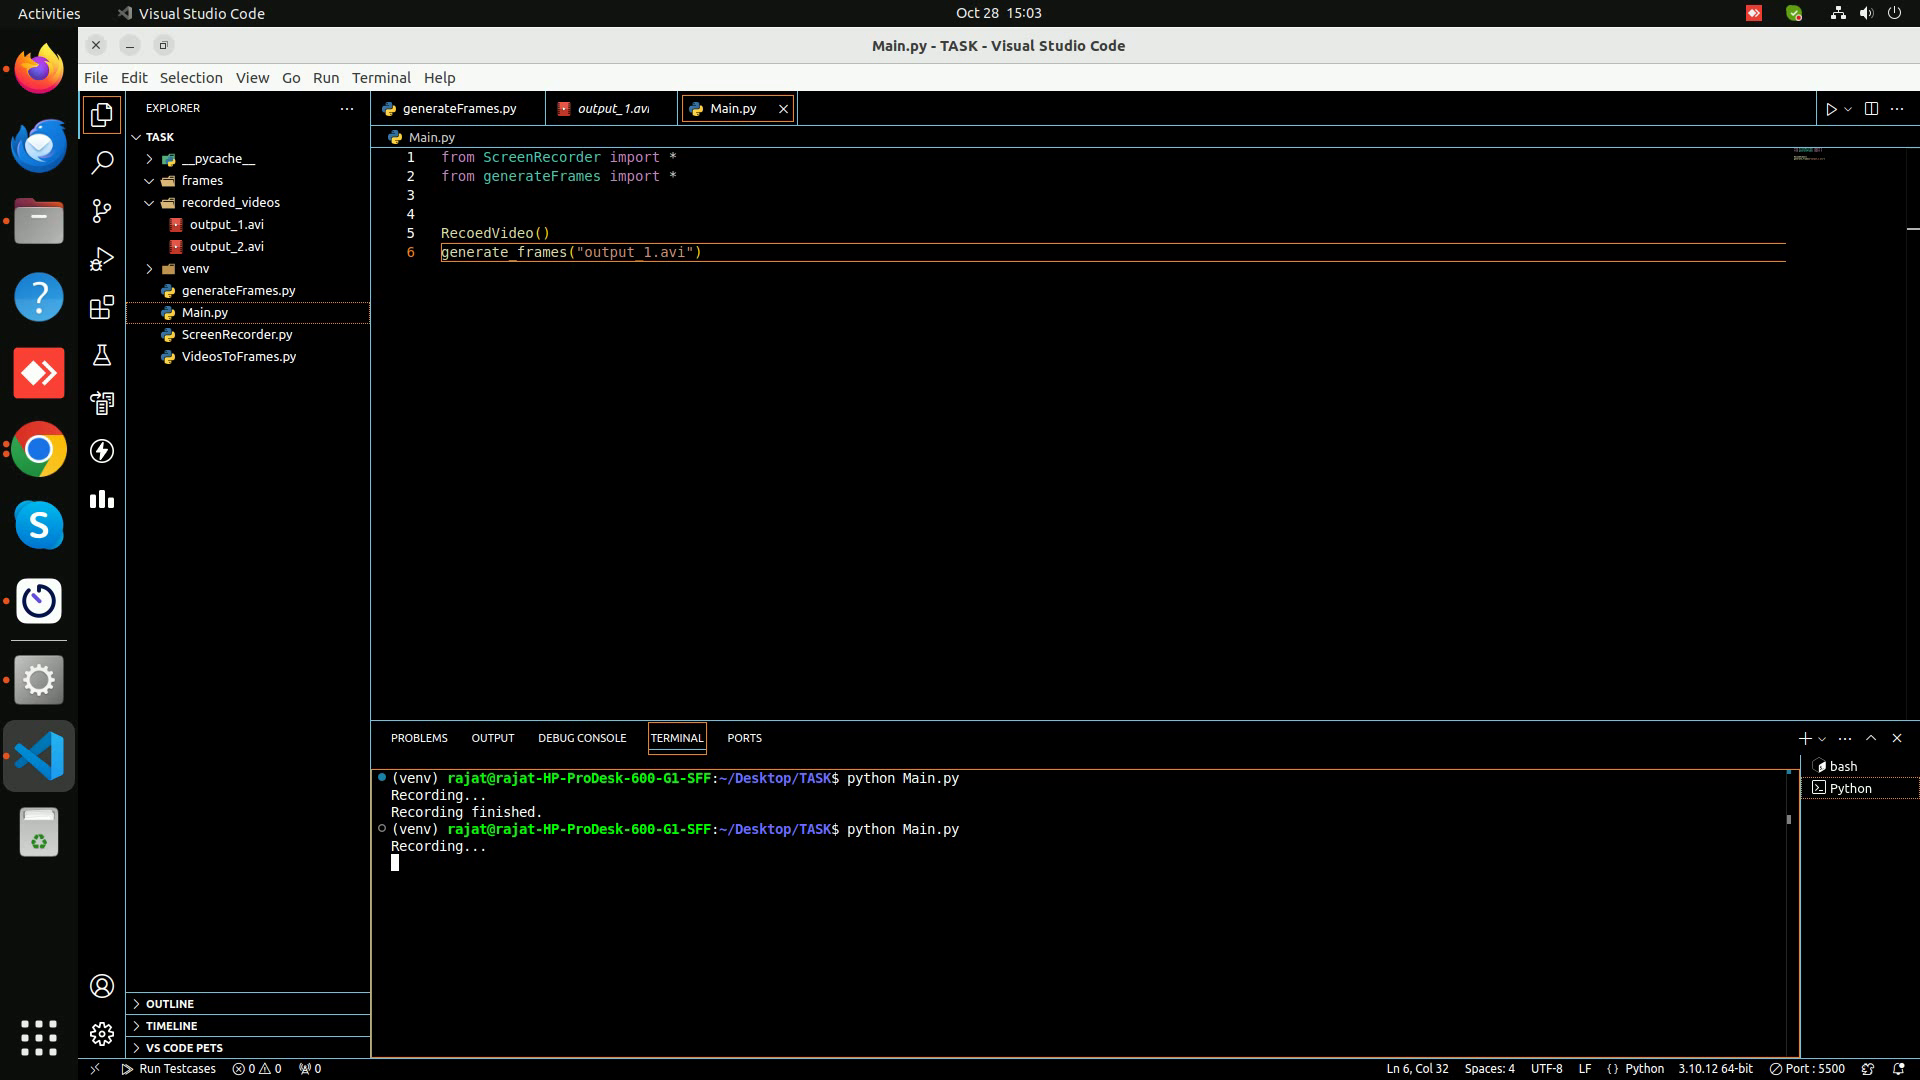 Activities Visual Studio Code Oct 28 15:03
Main.py - TASK - Visual Studio Code
File Edit Selection View Go Run Terminal Help
EXPLORER
TASK
__pycache__
frames
recorded_videos
output_1.avi
output_2.avi
venv
generateFrames.py
Main.py
ScreenRecorder.py
VideosToFrames.py
OUTLINE
TIMELINE
VS CODE PETS
generateFrames.py output_1.avi Main.py
Main.py
1 from ScreenRecorder import *
2 from generateFrames import *
3
4
5 RecoedVideo()
6 generate_frames("output_1.avi")
PROBLEMS OUTPUT DEBUG CONSOLE TERMINAL PORTS
(venv) rajat@rajat-HP-ProDesk-600-G1-SFF:~/Desktop/TASK$ python Main.py
Recording...
Recording finished.
(venv) rajat@rajat-HP-ProDesk-600-G1-SFF:~/Desktop/TASK$ python Main.py
Recording...
bash
Python
Run Testcases 0 0 0 Ln 6, Col 32 Spaces: 4 UTF-8 LF {} Python 3.10.12 64-bit Port : 5500